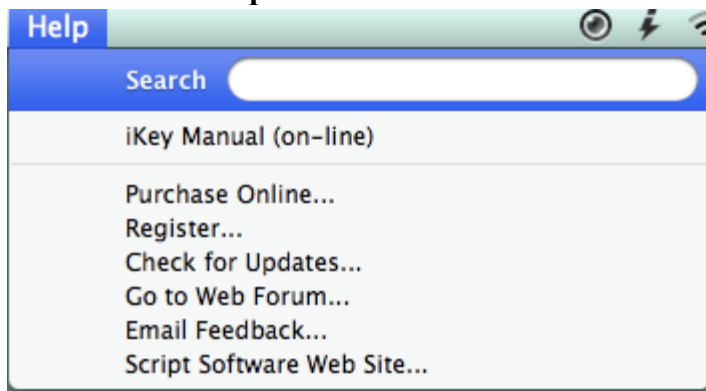 Help
Search
iKey Manual (on-line)
Purchase Online...
Register...
Check for Updates...
Go to Web Forum...
Email Feedback...
Script Software Web Site...